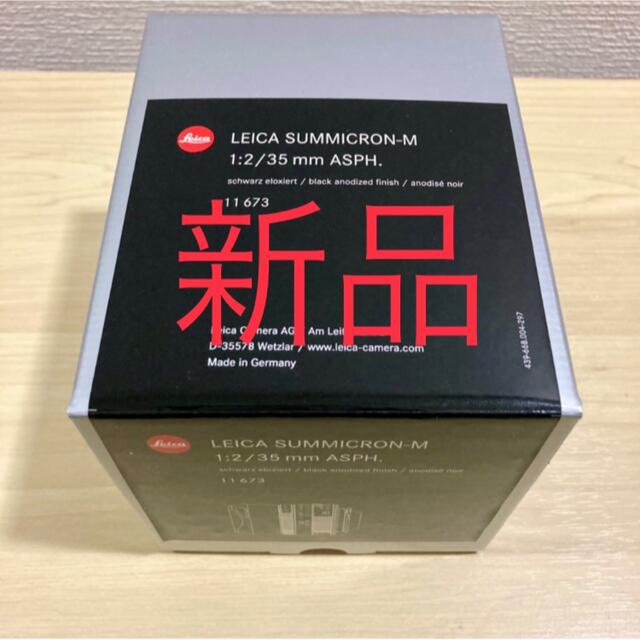 Leica
LEICA SUMMICRON-M
1:2/35 mm ASPH.
schwarz eloxiert / black anodized finish / anodisé noir
11 673
新品
Leica Camera AG Am Leit
D-35578 Wetzlar / www.leica-camera.com
Made in Germany
439-668.004-297
Leica
LEICA SUMMICRON-M
1:2/35 mm ASPH.
schwarz eloxiert / black anodized finish / anodisé noir
11 673